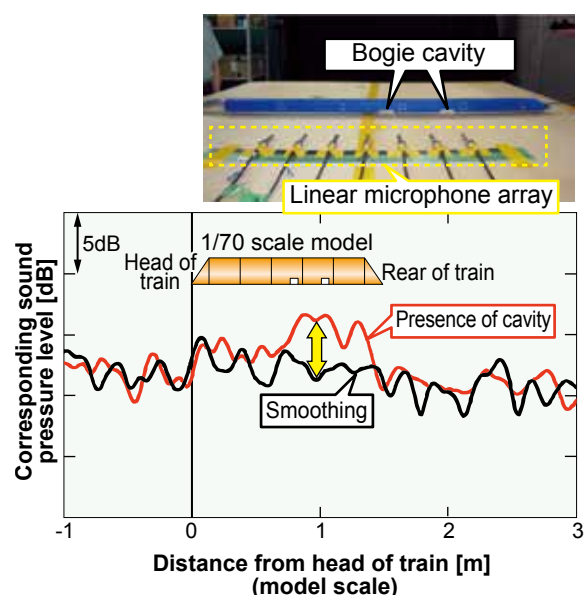 Bogie cavity
Linear microphone array
5dB
1/70 scale model
Head of
train
Rear of train
Presence of cavity
Smoothing
Corresponding sound
pressure level [dB]
-1
0
1
2
3
Distance from head of train [m]
(model scale)